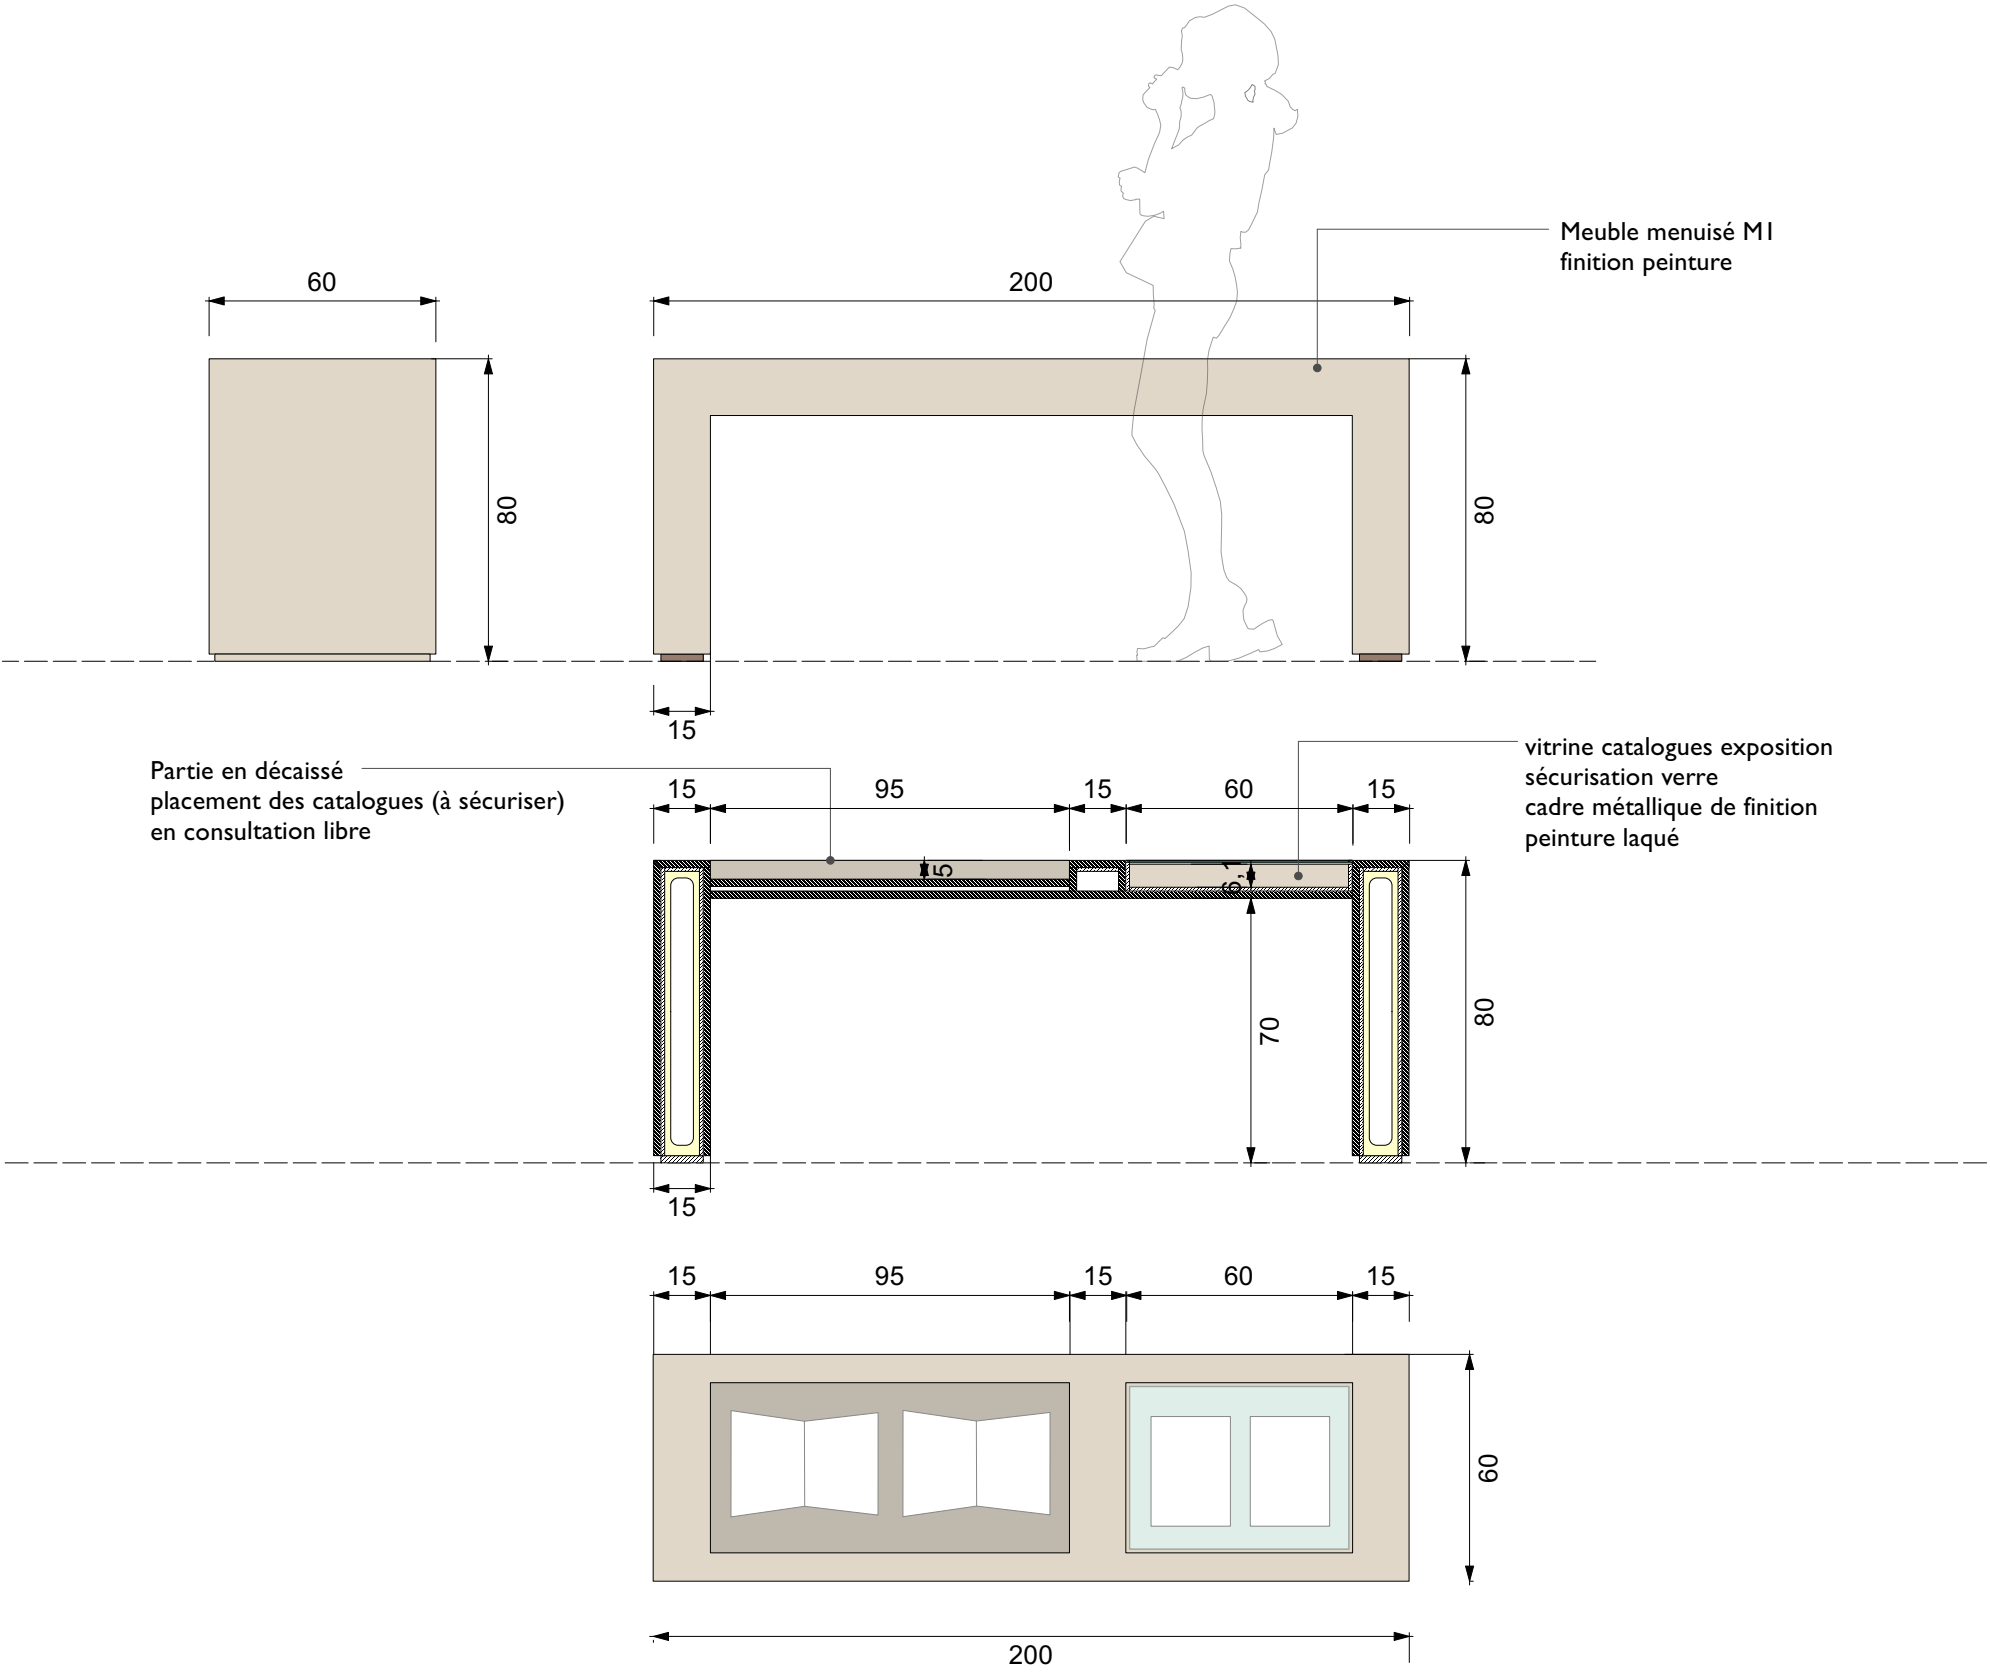 Meuble menuisé M1
finition peinture
60
200
80
80
15
Partie en décaissé
placement des catalogues (à sécuriser)
en consultation libre
vitrine catalogues exposition
sécurisation verre
cadre métallique de finition
peinture laqué
15 95 15 60 15
5
6,1
70
80
15
15 95 15 60 15
60
200